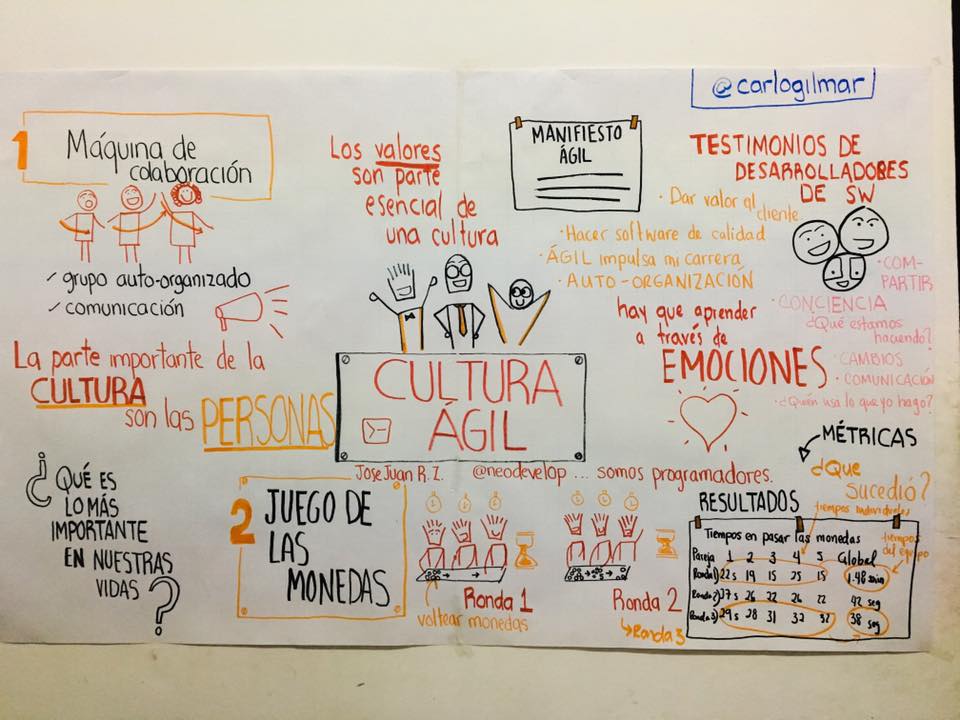 @carlogilmar
1
Máquina de
colaboración
✓ grupo auto-organizado
✓ comunicación
La parte importante de la
CULTURA
son las PERSONAS
¿QUÉ ES
LO MÁS
IMPORTANTE
EN NUESTRAS
VIDAS?
Los valores
son parte
esencial de
una cultura
MANIFIESTO
ÁGIL
CULTURA
ÁGIL
JoseJuan R. Z. @neodevelop ... somos programadores.
TESTIMONIOS DE
DESARROLLADORES
DE SW
· Dar valor al
cliente
· Hacer software de calidad
· ÁGIL impulsa mi carrera
· AUTO-ORGANIZACIÓN
· COM-
PARTIR
· CONCIENCIA
¿Qué estamos
haciendo?
· CAMBIOS
· COMUNICACIÓN
· ¿Quién usa lo que yo hago?
hay que aprender
a través de
EMOCIONES
2
JUEGO DE
LAS
MONEDAS
Ronda 1
voltear monedas
Ronda 2
Ronda 3
MÉTRICAS
¿Que
Sucedió?
RESULTADOS
tiempos individuales
tiempos
del equipo
Tiempos en pasar las monedas
Pareja 1 2 3 4 5 Global
Ronda1) 22s 19 15 25 15 1.48 min
Ronda 2) 27s 26 22 26 22 42 seg
Ronda 3) 29s 28 31 32 32 38 seg